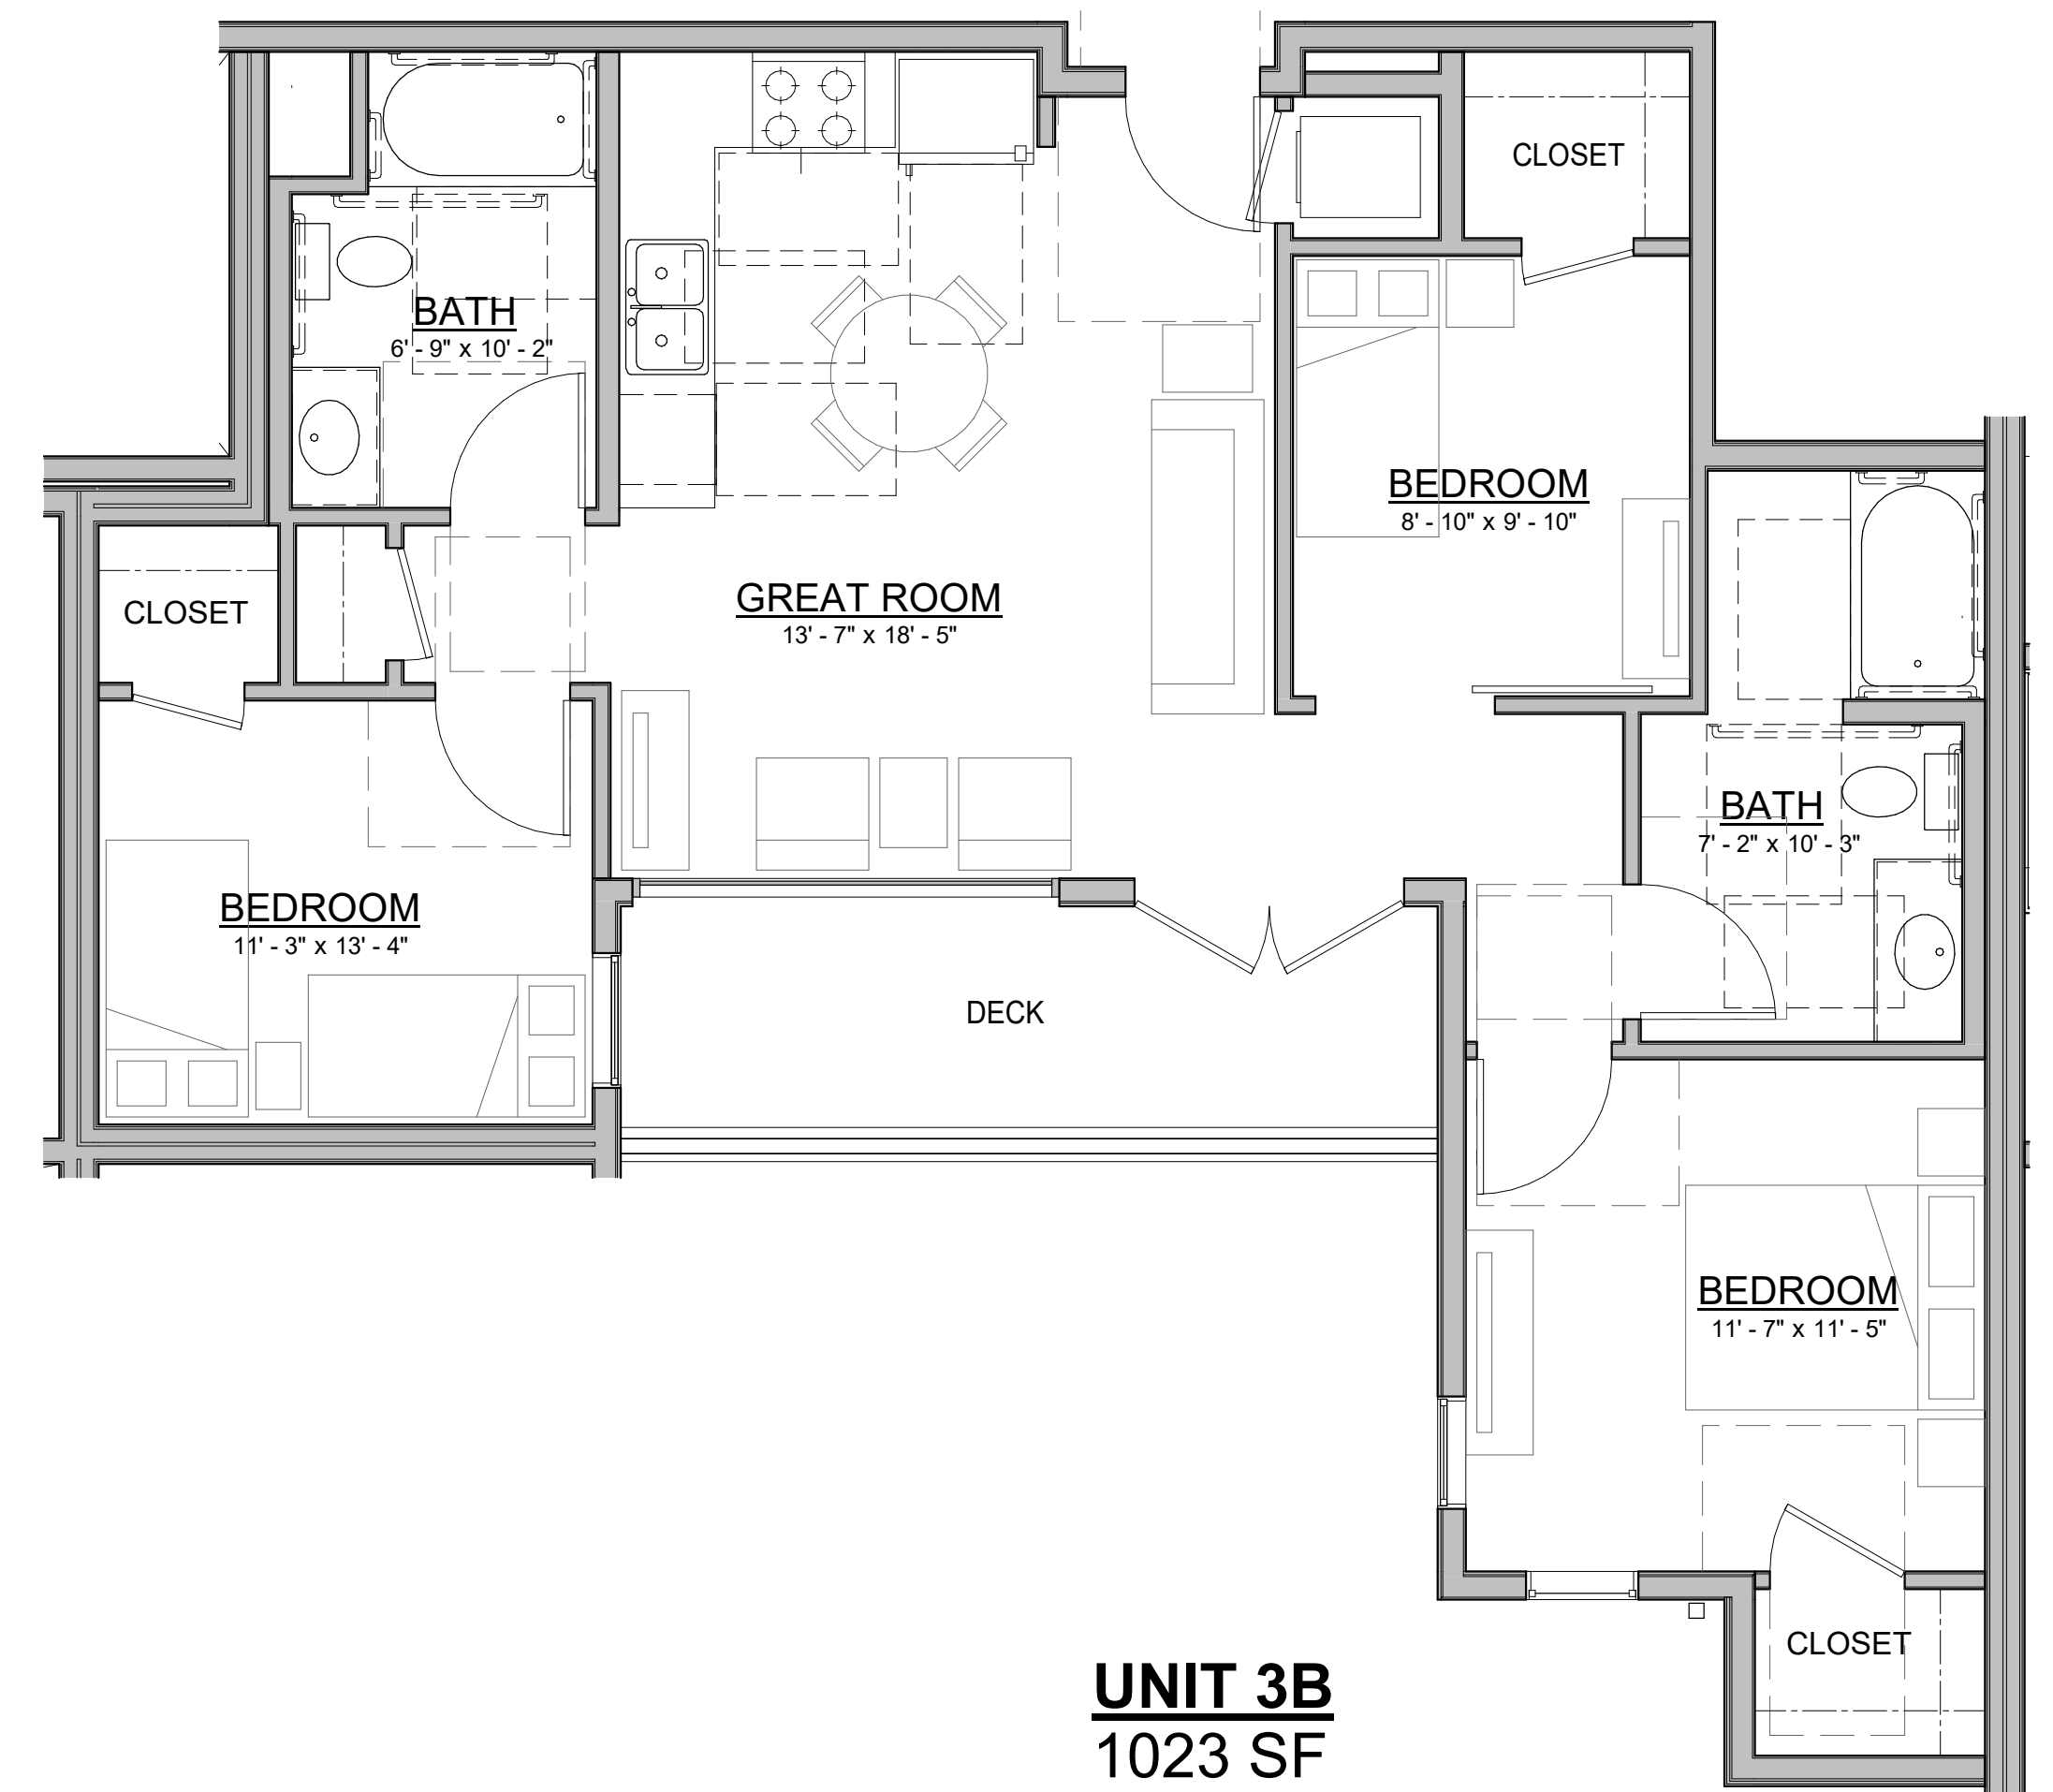 CLOSET
BATH
6' - 9" x 10' - 2"
BEDROOM
8' - 10" x 9' - 10"
GREAT ROOM
13' - 7" x 18' - 5"
CLOSET
BATH
7' - 2" x 10' - 3"
BEDROOM
11' - 3" x 13' - 4"
DECK
BEDROOM
11' - 7" x 11' - 5"
CLOSET
UNIT 3B
1023 SF